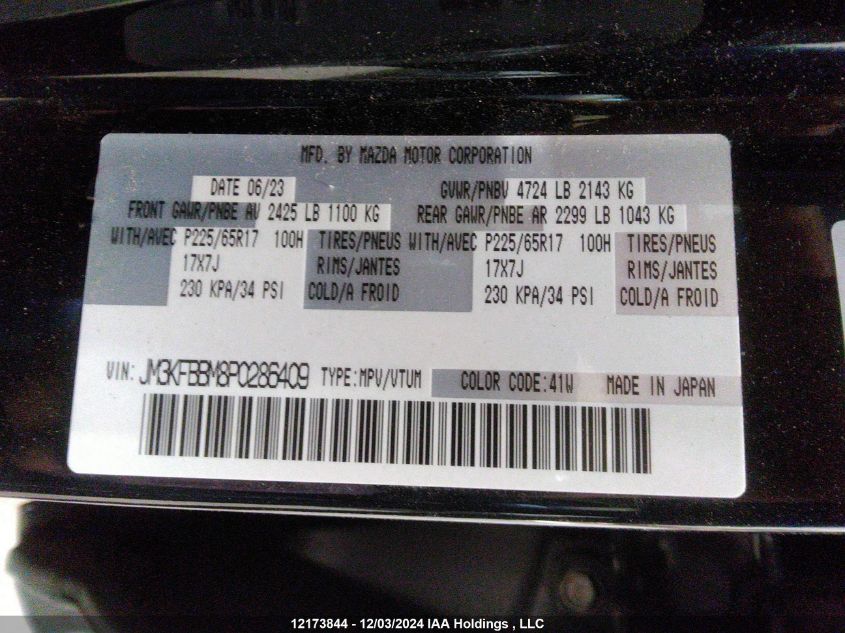 MFD. BY MAZDA MOTOR CORPORATION
DATE 06/23 GVWR/PNBV 4724 LB 2143 KG
FRONT GAWR/PNBE AV 2425 LB 1100 KG REAR GAWR/PNBE AR 2299 LB 1043 KG
WITH/AVEC P225/65R17 100H TIRES/PNEUS WITH/AVEC P225/65R17 100H TIRES/PNEUS
17X7J RIMS/JANTES 17X7J RIMS/JANTES
230 KPA/34 PSI COLD/A FROID 230 KPA/34 PSI COLD/A FROID
VIN: JM3KFBBM8P0286409 TYPE:MPV/VTUM COLOR CODE:41W MADE IN JAPAN
12173844 - 12/03/2024 IAA Holdings , LLC